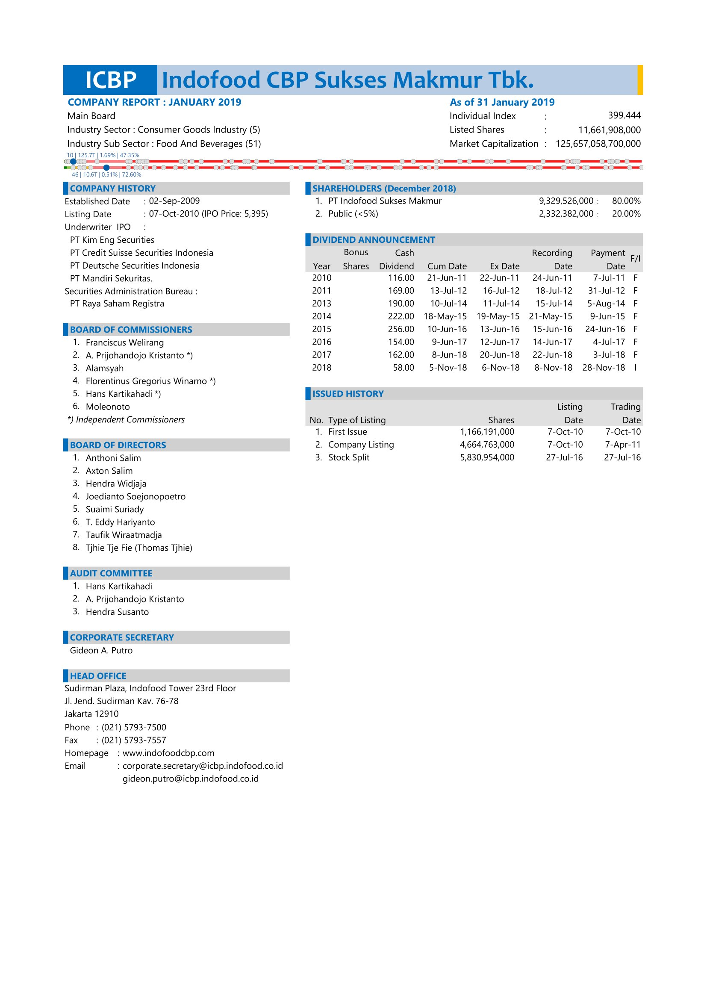 ICBP Indofood CBP Sukses Makmur Tbk.
COMPANY REPORT : JANUARY 2019 As of 31 January 2019
Main Board Individual Index : 399.444
Industry Sector : Consumer Goods Industry (5) Listed Shares : 11,661,908,000
Industry Sub Sector : Food And Beverages (51) Market Capitalization : 125,657,058,700,000
10 | 125.7T | 1.69% | 47.35%
46 | 10.6T | 0.51% | 72.60%
COMPANY HISTORY
Established Date : 02-Sep-2009
Listing Date : 07-Oct-2010 (IPO Price: 5,395)
Underwriter IPO :
PT Kim Eng Securities
PT Credit Suisse Securities Indonesia
PT Deutsche Securities Indonesia
PT Mandiri Sekuritas.
Securities Administration Bureau :
PT Raya Saham Registra
BOARD OF COMMISSIONERS
1. Franciscus Welirang
2. A. Prijohandojo Kristanto *)
3. Alamsyah
4. Florentinus Gregorius Winarno *)
5. Hans Kartikahadi *)
6. Moleonoto
*) Independent Commissioners
BOARD OF DIRECTORS
1. Anthoni Salim
2. Axton Salim
3. Hendra Widjaja
4. Joedianto Soejonopoetro
5. Suaimi Suriady
6. T. Eddy Hariyanto
7. Taufik Wiraatmadja
8. Tjhie Tje Fie (Thomas Tjhie)
AUDIT COMMITTEE
1. Hans Kartikahadi
2. A. Prijohandojo Kristanto
3. Hendra Susanto
CORPORATE SECRETARY
Gideon A. Putro
HEAD OFFICE
Sudirman Plaza, Indofood Tower 23rd Floor
Jl. Jend. Sudirman Kav. 76-78
Jakarta 12910
Phone : (021) 5793-7500
Fax : (021) 5793-7557
Homepage : www.indofoodcbp.com
Email : corporate.secretary@icbp.indofood.co.id
gideon.putro@icbp.indofood.co.id
SHAREHOLDERS (December 2018)
1. PT Indofood Sukses Makmur 9,329,526,000 : 80.00%
2. Public (<5%) 2,332,382,000 : 20.00%
DIVIDEND ANNOUNCEMENT
Bonus Cash Recording Payment F/I
Year Shares Dividend Cum Date Ex Date Date Date
2010 116.00 21-Jun-11 22-Jun-11 24-Jun-11 7-Jul-11 F
2011 169.00 13-Jul-12 16-Jul-12 18-Jul-12 31-Jul-12 F
2013 190.00 10-Jul-14 11-Jul-14 15-Jul-14 5-Aug-14 F
2014 222.00 18-May-15 19-May-15 21-May-15 9-Jun-15 F
2015 256.00 10-Jun-16 13-Jun-16 15-Jun-16 24-Jun-16 F
2016 154.00 9-Jun-17 12-Jun-17 14-Jun-17 4-Jul-17 F
2017 162.00 8-Jun-18 20-Jun-18 22-Jun-18 3-Jul-18 F
2018 58.00 5-Nov-18 6-Nov-18 8-Nov-18 28-Nov-18 I
ISSUED HISTORY
Listing Trading
No. Type of Listing Shares Date Date
1. First Issue 1,166,191,000 7-Oct-10 7-Oct-10
2. Company Listing 4,664,763,000 7-Oct-10 7-Apr-11
3. Stock Split 5,830,954,000 27-Jul-16 27-Jul-16